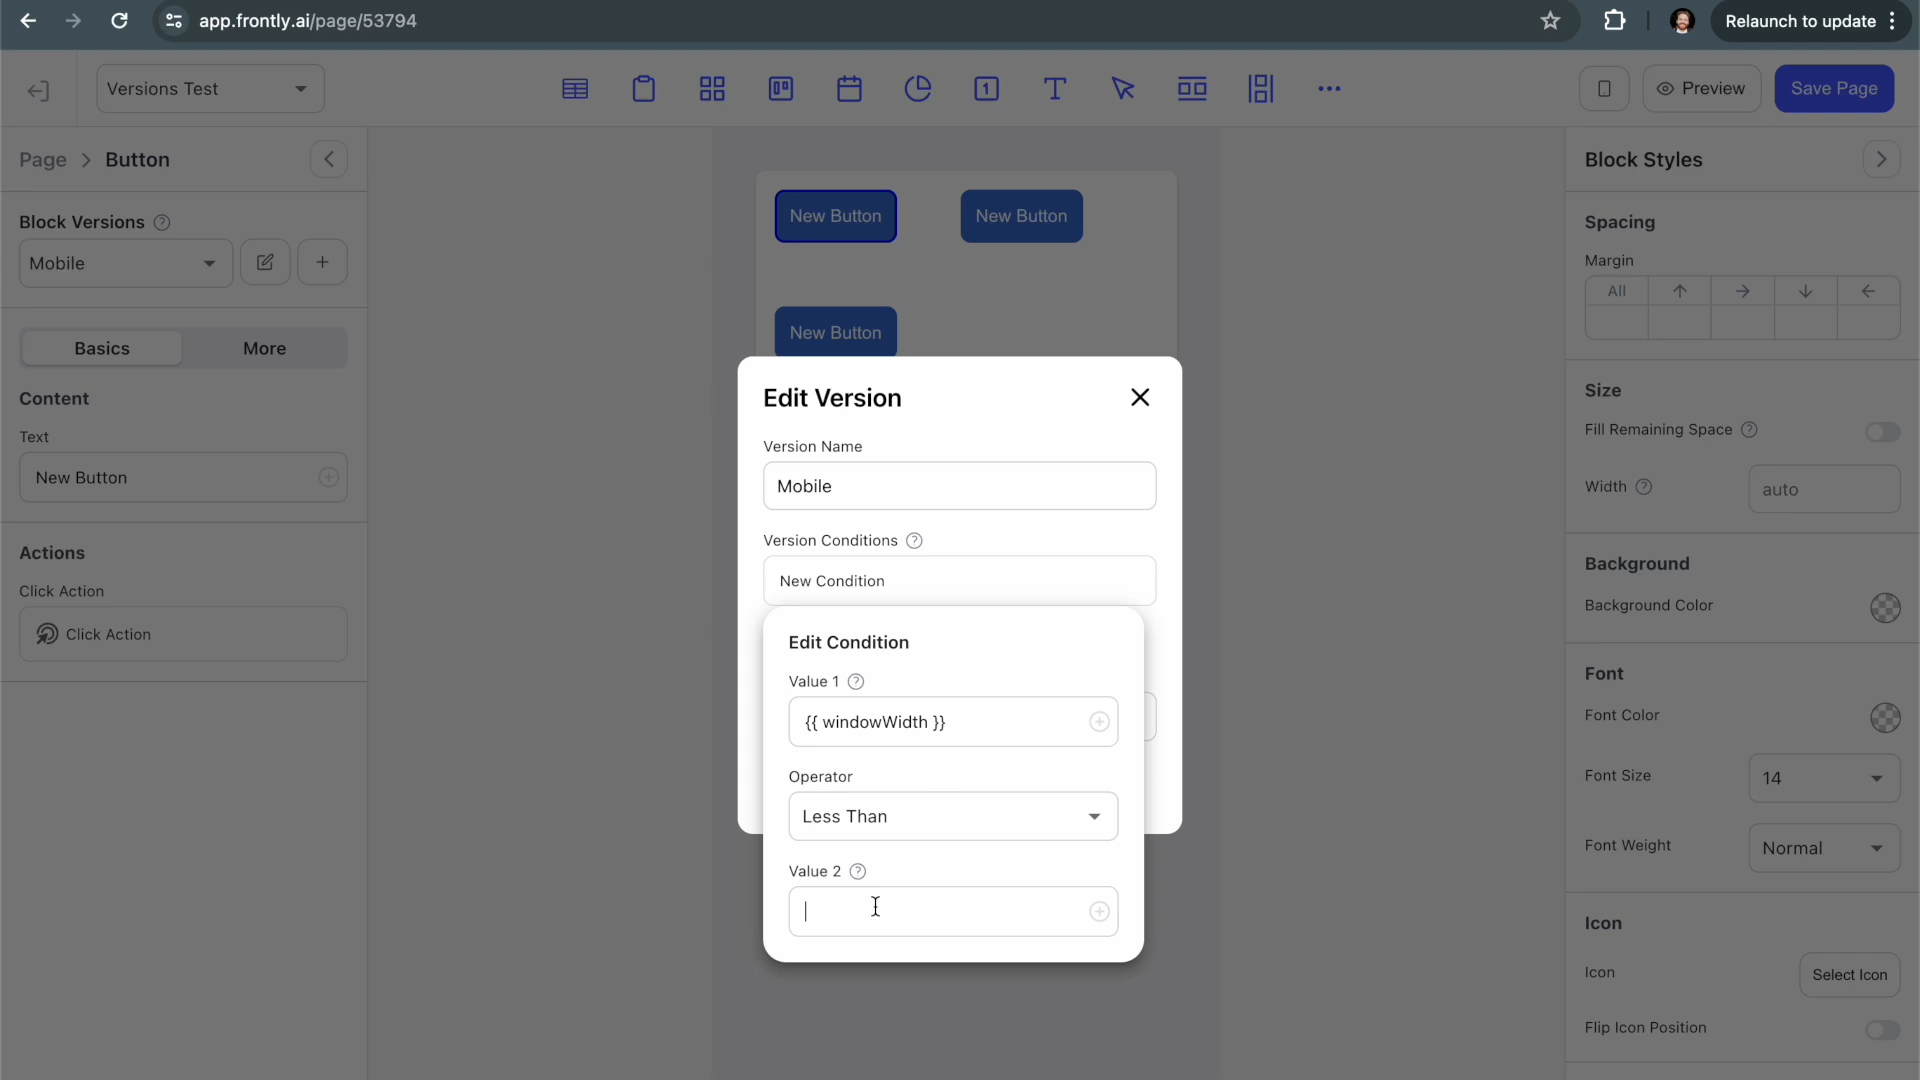 app.frontly.ai/page/53794
Relaunch to update
Versions Test
1
T
Preview
Save Page
Page > Button
Block Versions ?
Mobile
+
Basics
More
Content
Text
New Button
Actions
Click Action
Click Action
New Button
New Button
New Button
Edit Version
Version Name
Mobile
Version Conditions ?
New Condition
Edit Condition
Value 1 ?
{{ windowWidth }}
Operator
Less Than
Value 2 ?
Block Styles
Spacing
Margin
All ↑ → ↓ ←
Size
Fill Remaining Space ?
Width ?
auto
Background
Background Color
Font
Font Color
Font Size
14
Font Weight
Normal
Icon
Icon
Select Icon
Flip Icon Position